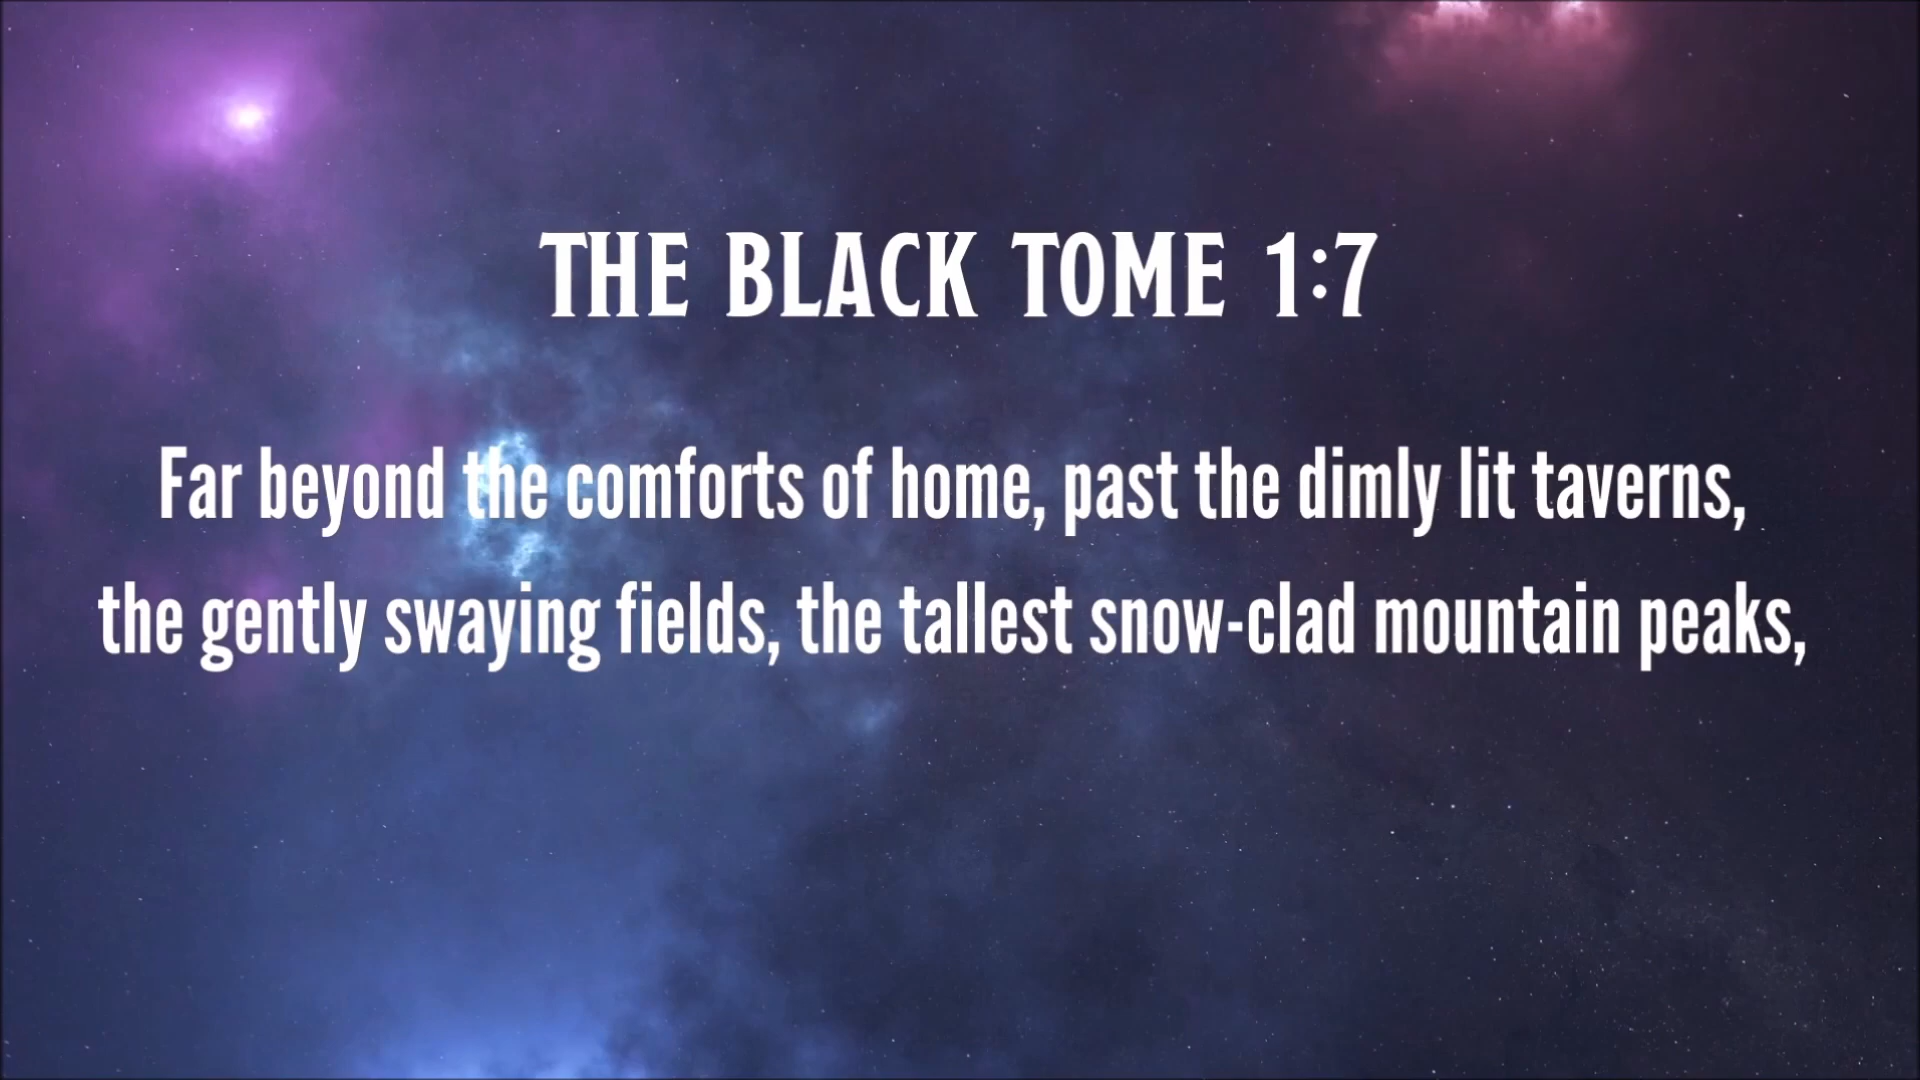 THE BLACK TOME 1:7
Far beyond the comforts of home, past the dimly lit taverns,
the gently swaying fields, the tallest snow-clad mountain peaks,